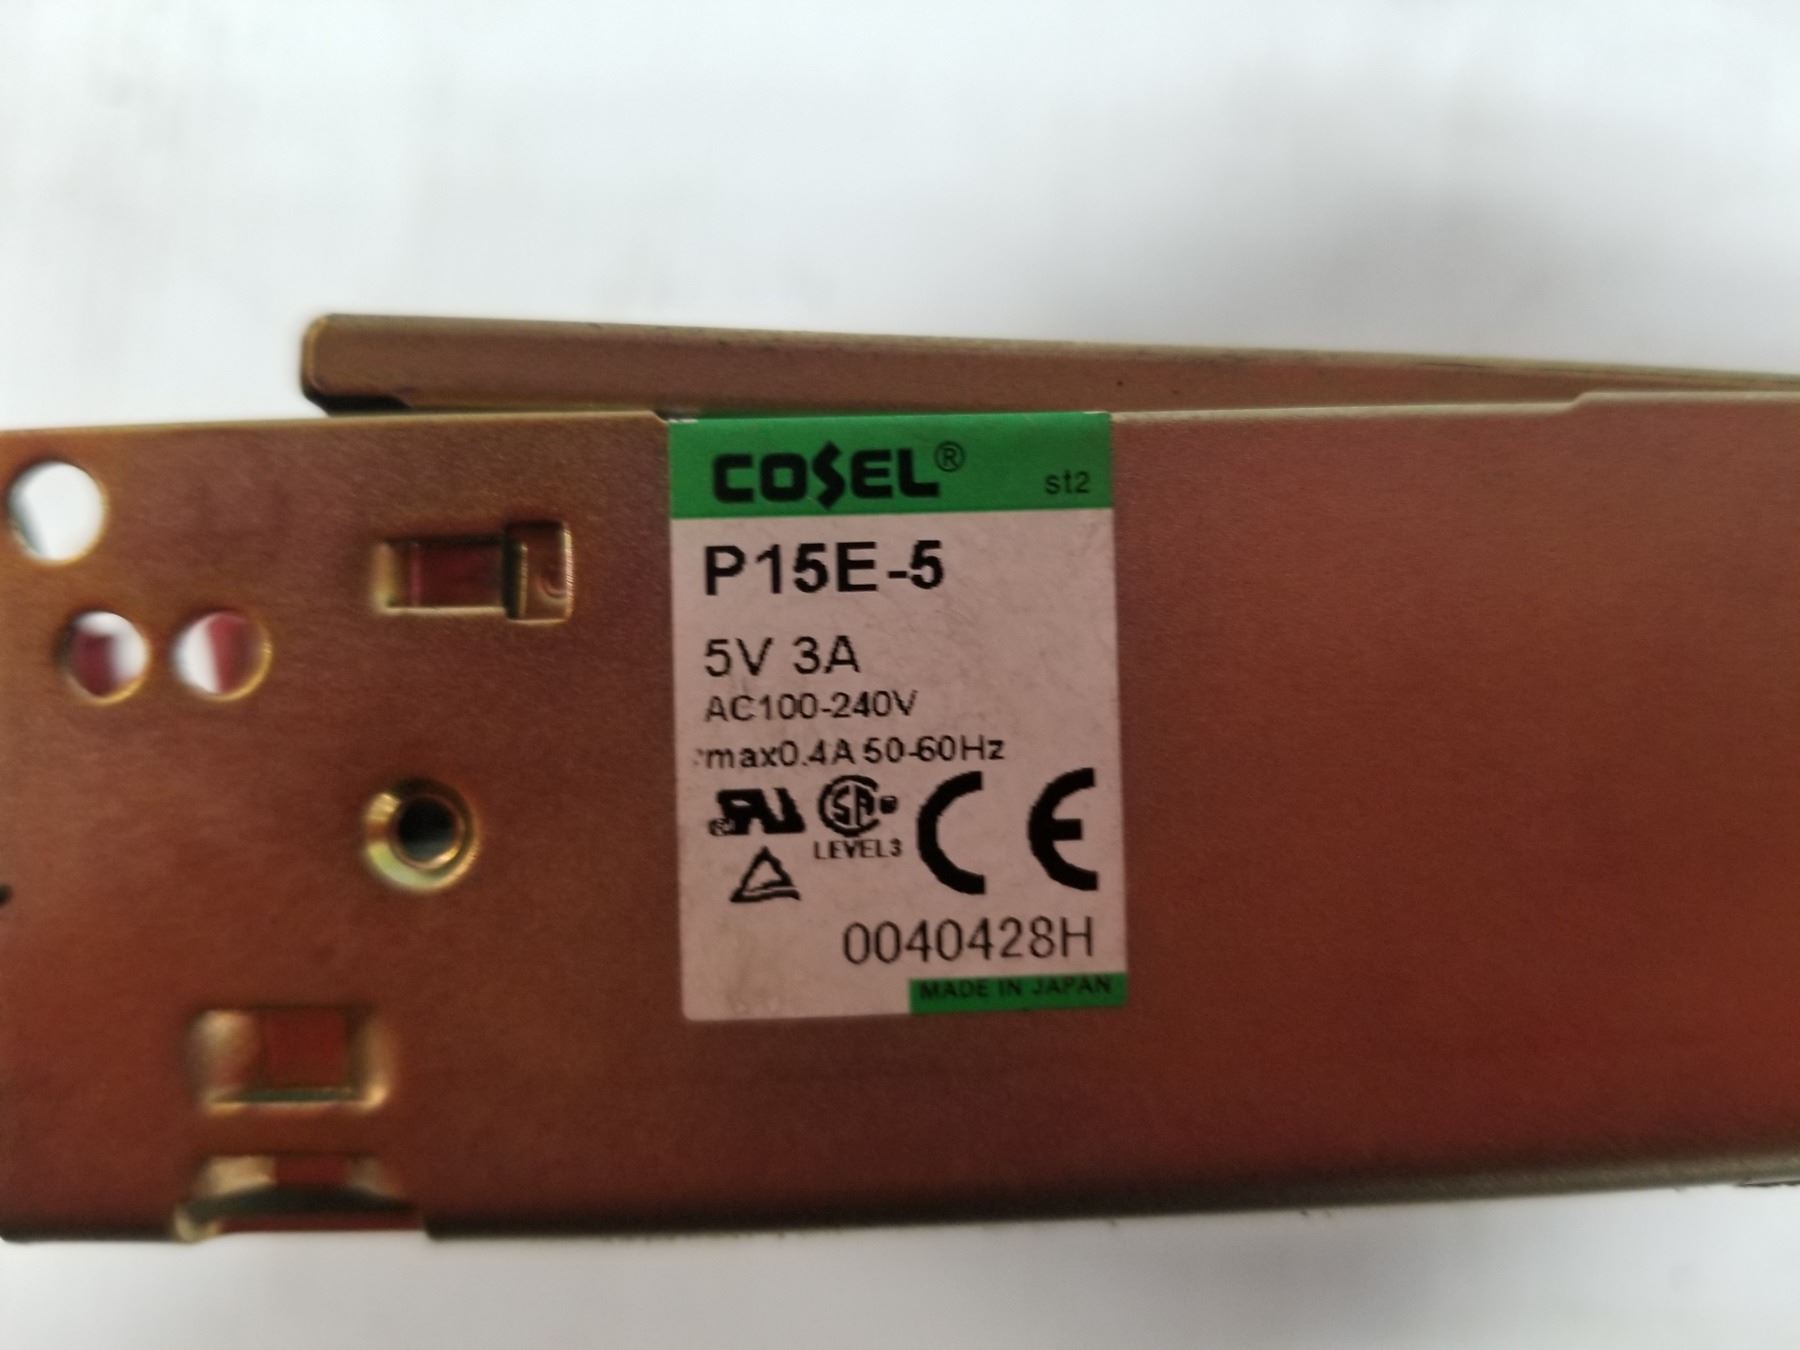 COSEL® st2
P15E-5
5V 3A
AC100-240V
max0.4A 50-60Hz
LEVEL3
CE
0040428H
MADE IN JAPAN